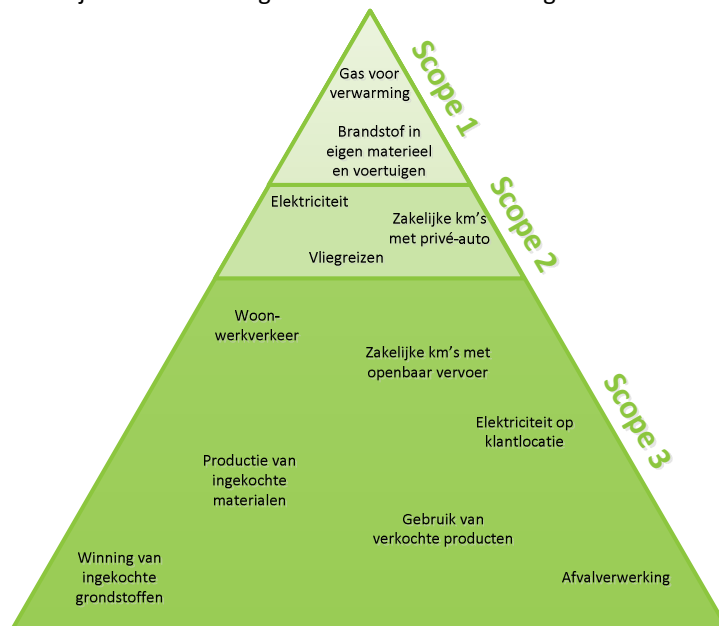 Gas voor
verwarming
Scope 1
Brandstof in
eigen materieel
en voertuigen
Elektriciteit
Zakelijke km's
met privé-auto
Scope 2
Vliegreizen
Woon-
werkverkeer
Zakelijke km's met
openbaar vervoer
Elektriciteit op
klantlocatie
Scope 3
Productie van
ingekochte
materialen
Gebruik van
verkochte producten
Winning van
ingekochte
grondstoffen
Afvalverwerking